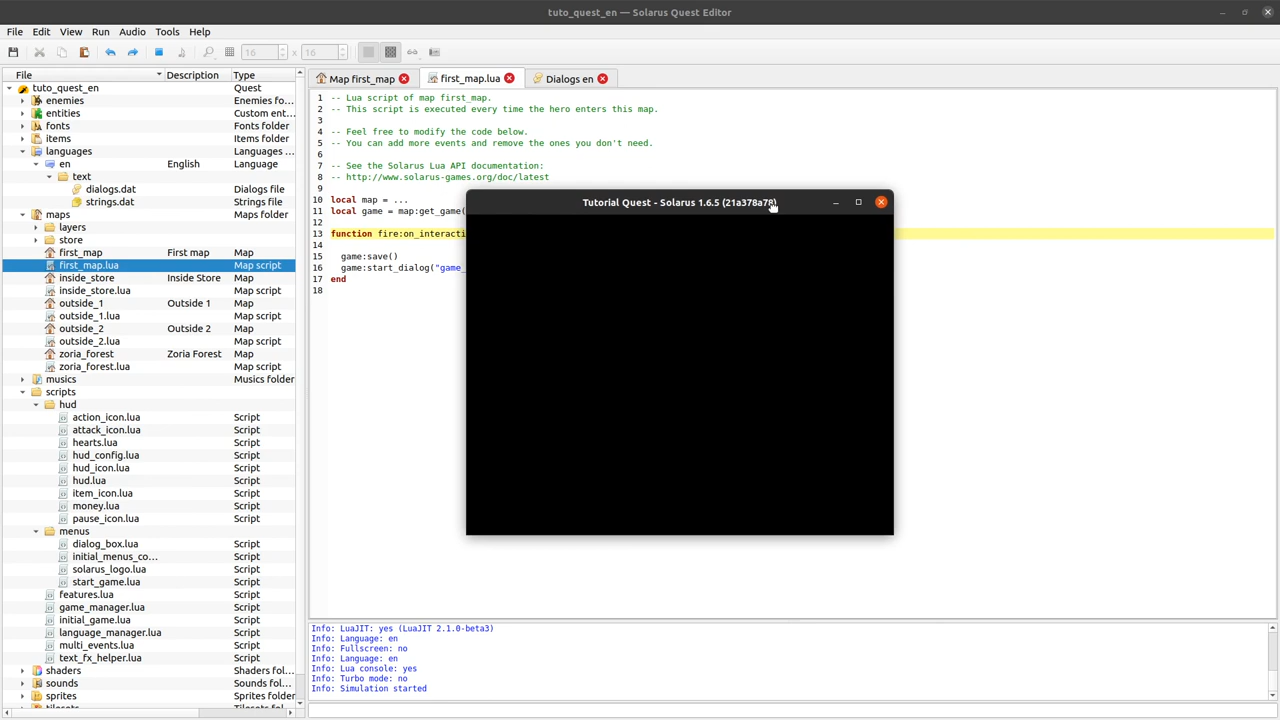 tuto_quest_en — Solarus Quest Editor
File Edit View Run Audio Tools Help
16 x 16
File Description Type
tuto_quest_en Quest
enemies Enemies fo...
entities Custom ent...
fonts Fonts folder
items Items folder
languages Languages ...
en English Language
text
dialogs.dat Dialogs file
strings.dat Strings file
maps Maps folder
layers
store
first_map First map Map
first_map.lua Map script
inside_store Inside Store Map
inside_store.lua Map script
outside_1 Outside 1 Map
outside_1.lua Map script
outside_2 Outside 2 Map
outside_2.lua Map script
zoria_forest Zoria Forest Map
zoria_forest.lua Map script
musics Musics folder
scripts
hud
action_icon.lua Script
attack_icon.lua Script
hearts.lua Script
hud_config.lua Script
hud_icon.lua Script
hud.lua Script
item_icon.lua Script
money.lua Script
pause_icon.lua Script
menus
dialog_box.lua Script
initial_menus_co... Script
solarus_logo.lua Script
start_game.lua Script
features.lua Script
game_manager.lua Script
initial_game.lua Script
language_manager.lua Script
multi_events.lua Script
text_fx_helper.lua Script
shaders Shaders fol...
sounds Sounds fol...
sprites Sprites folder
Map first_map first_map.lua Dialogs en
1 -- Lua script of map first_map.
2 -- This script is executed every time the hero enters this map.
3
4 -- Feel free to modify the code below.
5 -- You can add more events and remove the ones you don't need.
6
7 -- See the Solarus Lua API documentation:
8 -- http://www.solarus-games.org/doc/latest
9
10 local map = ...
11 local game = map:get_game(
12
13 function fire:on_interacti
14
15 game:save()
16 game:start_dialog("game_
17 end
18
Tutorial Quest - Solarus 1.6.5 (21a378a78)
Info: LuaJIT: yes (LuaJIT 2.1.0-beta3)
Info: Language: en
Info: Fullscreen: no
Info: Language: en
Info: Lua console: yes
Info: Turbo mode: no
Info: Simulation started